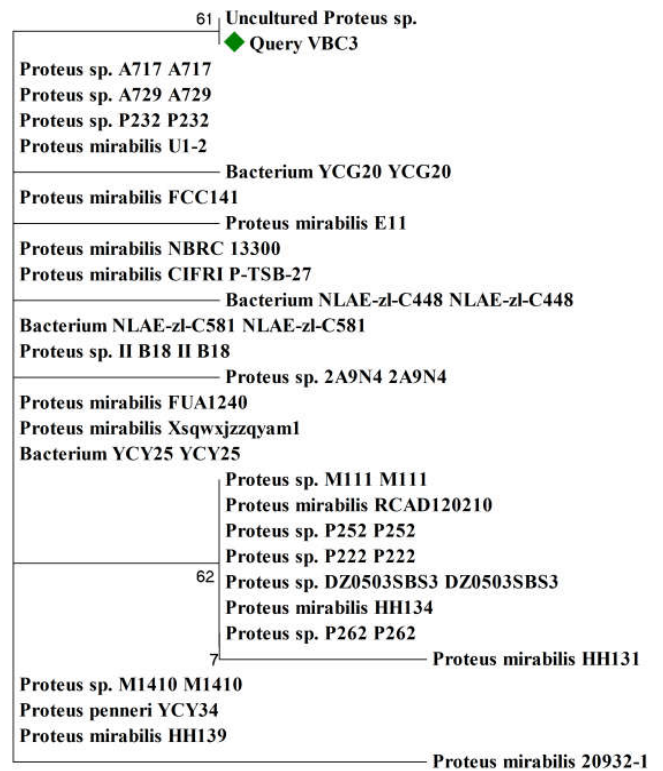 61 Uncultured Proteus sp.
Query VBC3
Proteus sp. A717 A717
Proteus sp. A729 A729
Proteus sp. P232 P232
Proteus mirabilis U1-2
Bacterium YCG20 YCG20
Proteus mirabilis FCC141
Proteus mirabilis E11
Proteus mirabilis NBRC 13300
Proteus mirabilis CIFRI P-TSB-27
Bacterium NLAE-zl-C448 NLAE-zl-C448
Bacterium NLAE-zl-C581 NLAE-zl-C581
Proteus sp. II B18 II B18
Proteus sp. 2A9N4 2A9N4
Proteus mirabilis FUA1240
Proteus mirabilis Xsqwxjzzqyam1
Bacterium YCY25 YCY25
Proteus sp. M111 M111
Proteus mirabilis RCAD120210
Proteus sp. P252 P252
Proteus sp. P222 P222
62 Proteus sp. DZ0503SBS3 DZ0503SBS3
Proteus mirabilis HH134
Proteus sp. P262 P262
7 Proteus mirabilis HH131
Proteus sp. M1410 M1410
Proteus penneri YCY34
Proteus mirabilis HH139
Proteus mirabilis 20932-1